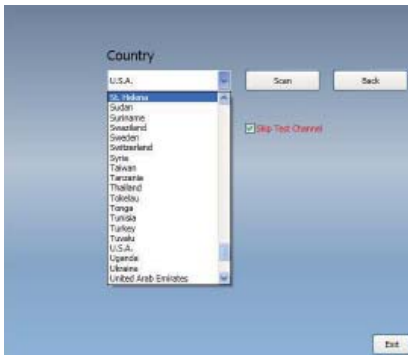 Country
U.S.A.
Scan
Back
St. Helena
Sudan
Suriname
Swaziland
Sweden
Switzerland
Syria
Taiwan
Tanzania
Thailand
Tokelau
Tonga
Tunisia
Turkey
Tuvalu
U.S.A.
Uganda
Ukraine
United Arab Emirates
Skip Test Channel
Exit